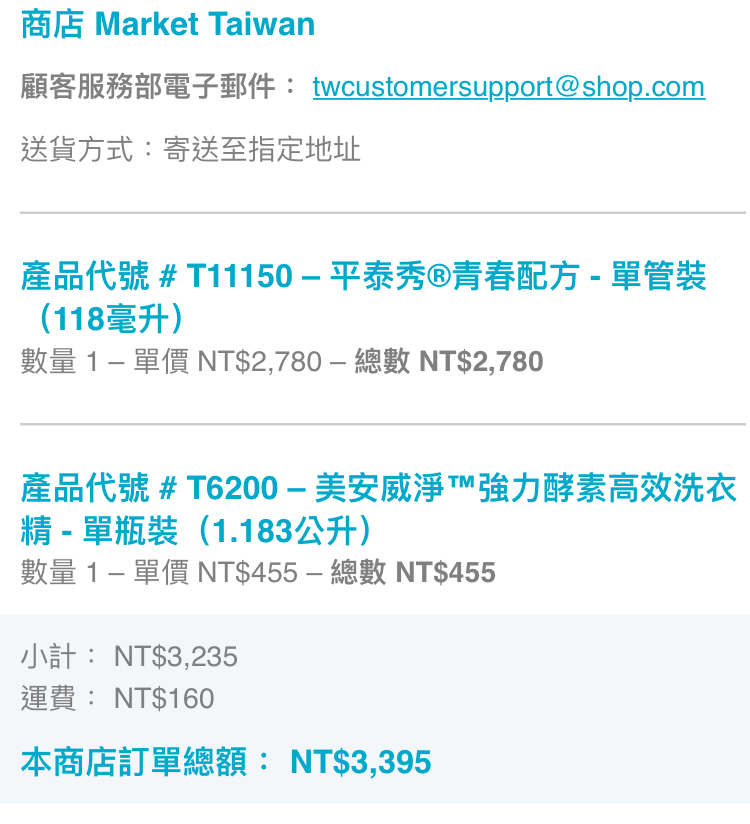 商店 Market Taiwan
顧客服務部電子郵件： twcustomersupport@shop.com
送貨方式：寄送至指定地址
產品代號 # T11150 – 平泰秀®青春配方 - 單管裝
（118毫升）
數量 1 – 單價 NT$2,780 – 總數 NT$2,780
產品代號 # T6200 – 美安威淨™強力酵素高效洗衣
精 - 單瓶裝（1.183公升）
數量 1 – 單價 NT$455 – 總數 NT$455
小計： NT$3,235
運費： NT$160
本商店訂單總額： NT$3,395